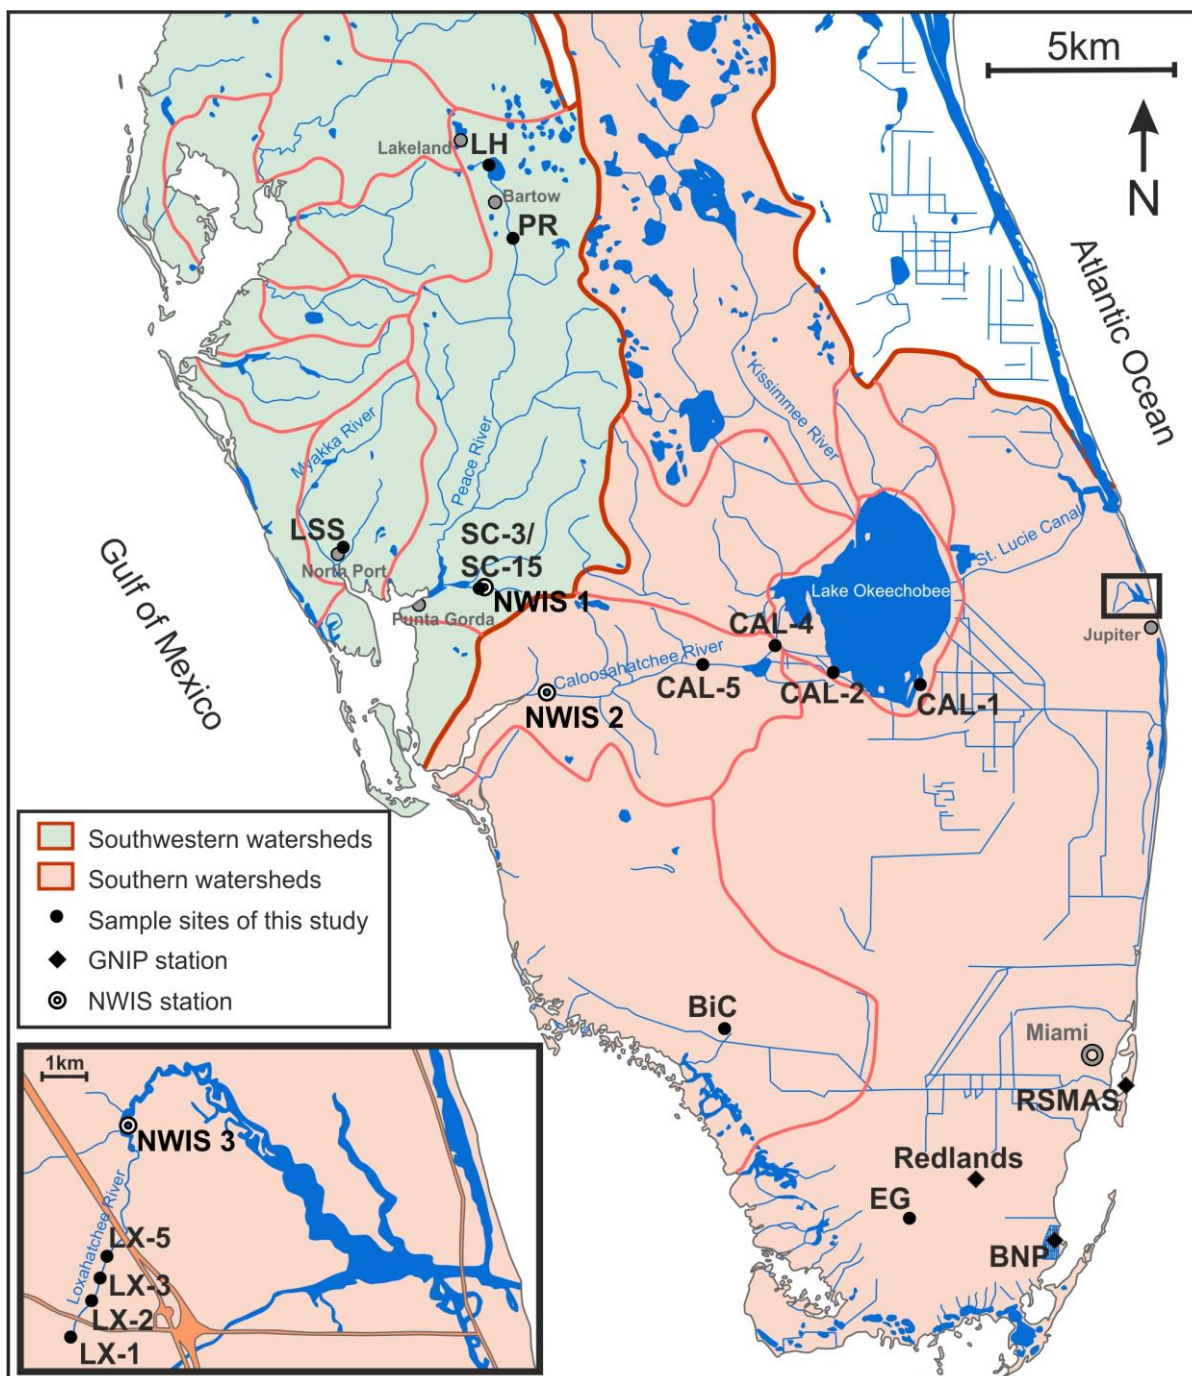 5km
N
Lakeland
LH
Bartow
PR
Atlantic Ocean
Kissimmee River
Myakka River
Peace River
St. Lucie Canal
LSS
North Port
SC-3/
SC-15
NWIS 1
Punta Gorda
Lake Okeechobee
Jupiter
Gulf of Mexico
CAL-4
Caloosahatchee River
CAL-5
CAL-2
CAL-1
NWIS 2
Southwestern watersheds
Southern watersheds
Sample sites of this study
GNIP station
NWIS station
BiC
Miami
RSMAS
Redlands
EG
BNP
1km
NWIS 3
Loxahatchee River
LX-5
LX-3
LX-2
LX-1